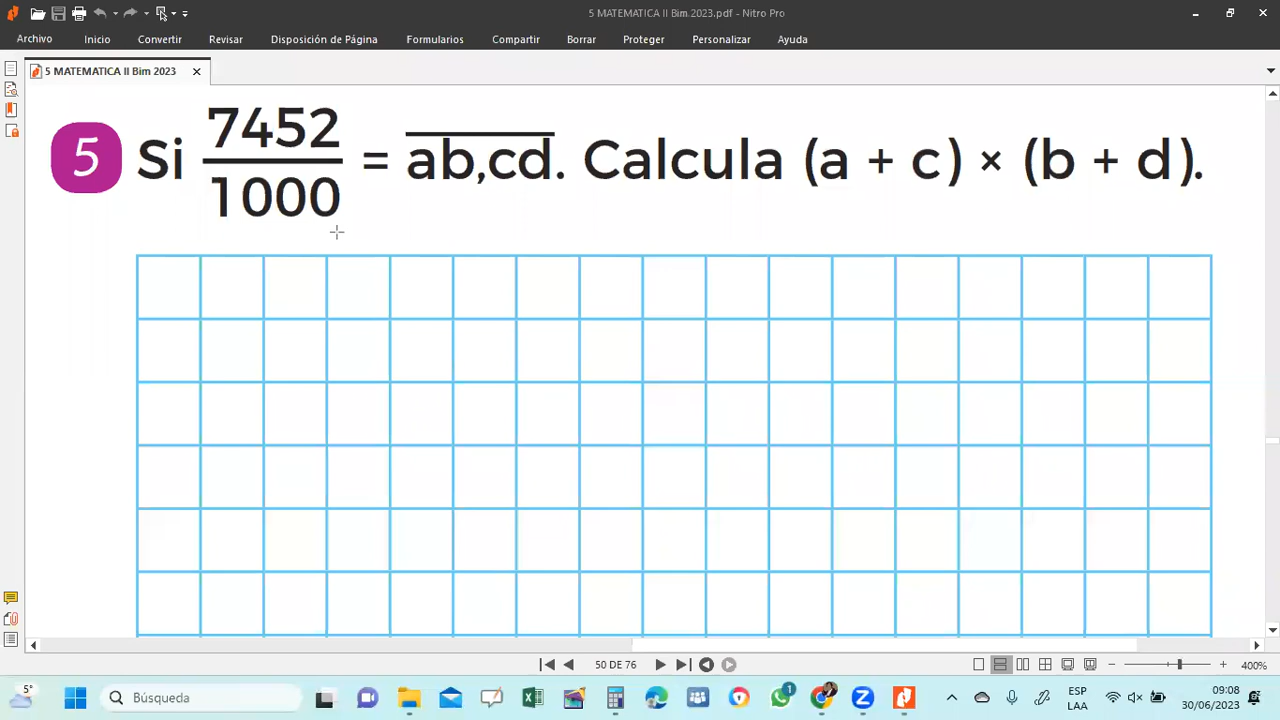 5 MATEMATICA II Bim 2023.pdf - Nitro Pro
Archivo Inicio Convertir Revisar Disposición de Página Formularios Compartir Borrar Proteger Personalizar Ayuda
5 MATEMATICA II Bim 2023
5 Si 7452/1000 = ab,cd. Calcula (a + c) × (b + d).
50 DE 76
400%
5°
Búsqueda
1
ESP
LAA
09:08
30/06/2023